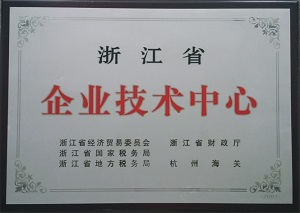 浙江省
企业技术中心
浙江省经济贸易委员会 浙江省财政厅
浙江省国家税务局
浙江省地方税务局 杭州海关